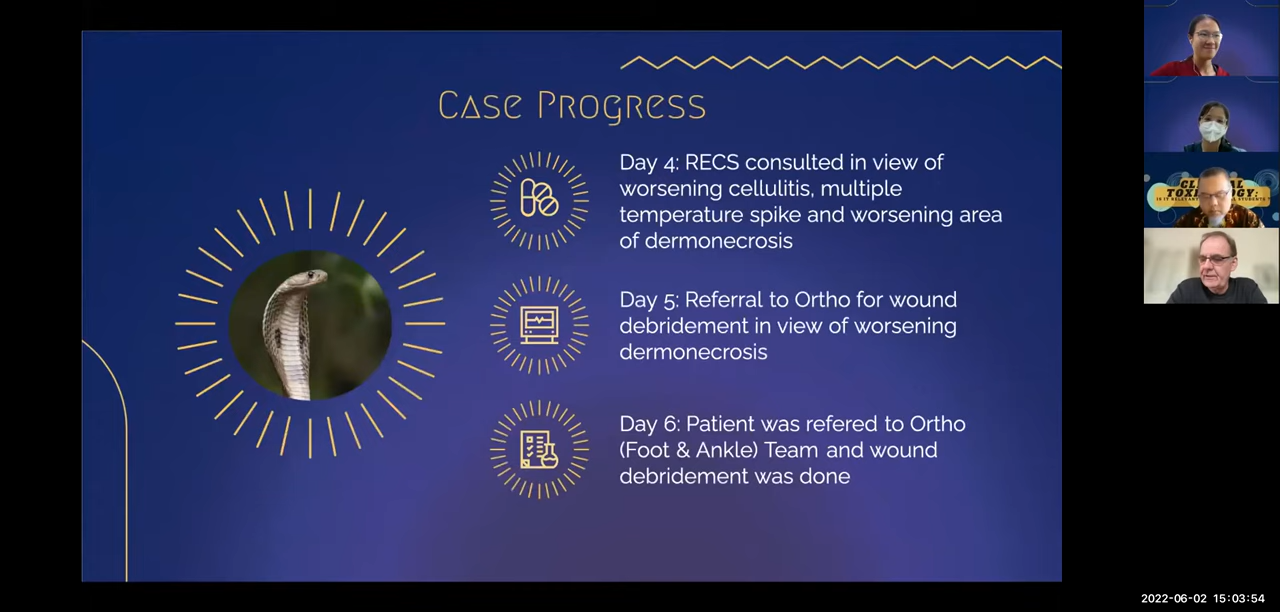 Case Progress
Day 4: RECS consulted in view of
worsening cellulitis, multiple
temperature spike and worsening area
of dermonecrosis
Day 5: Referral to Ortho for wound
debridement in view of worsening
dermonecrosis
Day 6: Patient was refered to Ortho
(Foot & Ankle) Team and wound
debridement was done
2022-06-02 15:03:54